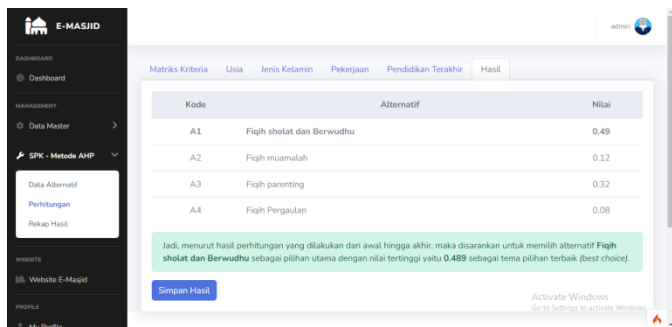 E-MASJID
admin
DASHBOARD
Dashboard
MANAGEMENT
Data Master
SPK - Metode AHP
Data Alternatif
Perhitungan
Rekap Hasil
WEBSITE
Website E-Masjid
PROFILE
My Profile
Matriks Kriteria Usia Jenis Kelamin Pekerjaan Pendidikan Terakhir Hasil
Kode Alternatif Nilai
A1 Fiqih sholat dan Berwudhu 0.49
A2 Fiqih muamalah 0.12
A3 Fiqih parenting 0.32
A4 Fiqih Pergaulan 0.08
Jadi, menurut hasil perhitungan yang dilakukan dari awal hingga akhir, maka disarankan untuk memilih alternatif Fiqih
sholat dan Berwudhu sebagai pilihan utama dengan nilai tertinggi yaitu 0.489 sebagai tema pilihan terbaik (best choice).
Simpan Hasil
Activate Windows
Go to Settings to activate Windows.